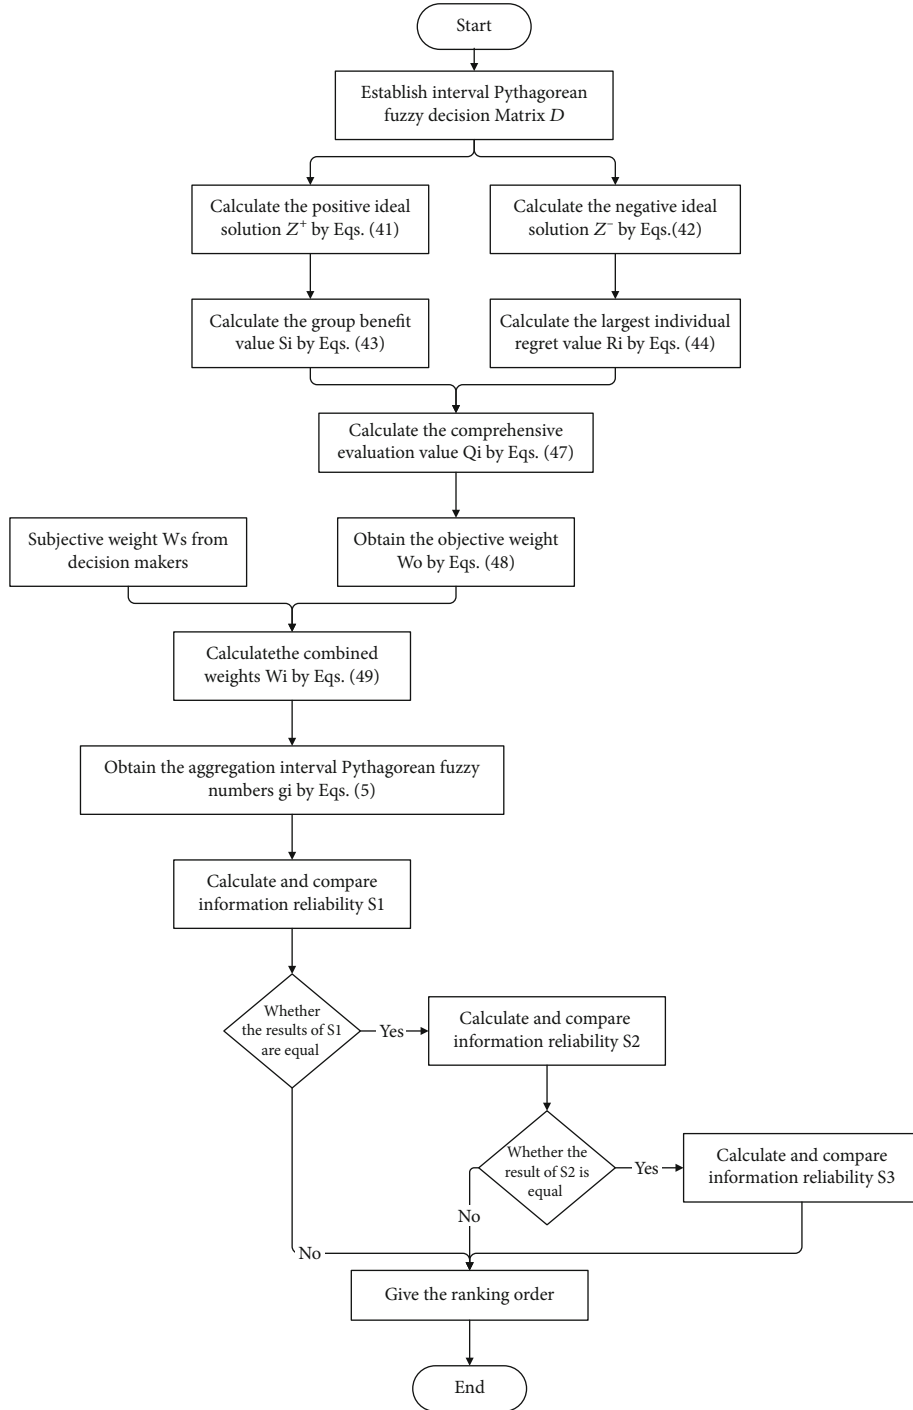 Start
Establish interval Pythagorean
fuzzy decision Matrix D
Calculate the positive ideal
solution Z⁺ by Eqs. (41)
Calculate the negative ideal
solution Z⁻ by Eqs.(42)
Calculate the group benefit
value Si by Eqs. (43)
Calculate the largest individual
regret value Ri by Eqs. (44)
Calculate the comprehensive
evaluation value Qi by Eqs. (47)
Subjective weight Ws from
decision makers
Obtain the objective weight
Wo by Eqs. (48)
Calculatethe combined
weights Wi by Eqs. (49)
Obtain the aggregation interval Pythagorean fuzzy
numbers gi by Eqs. (5)
Calculate and compare
information reliability S1
Whether
the results of S1
are equal
Yes
Calculate and compare
information reliability S2
Whether the
result of S2 is
equal
Yes
Calculate and compare
information reliability S3
No
No
Give the ranking order
End